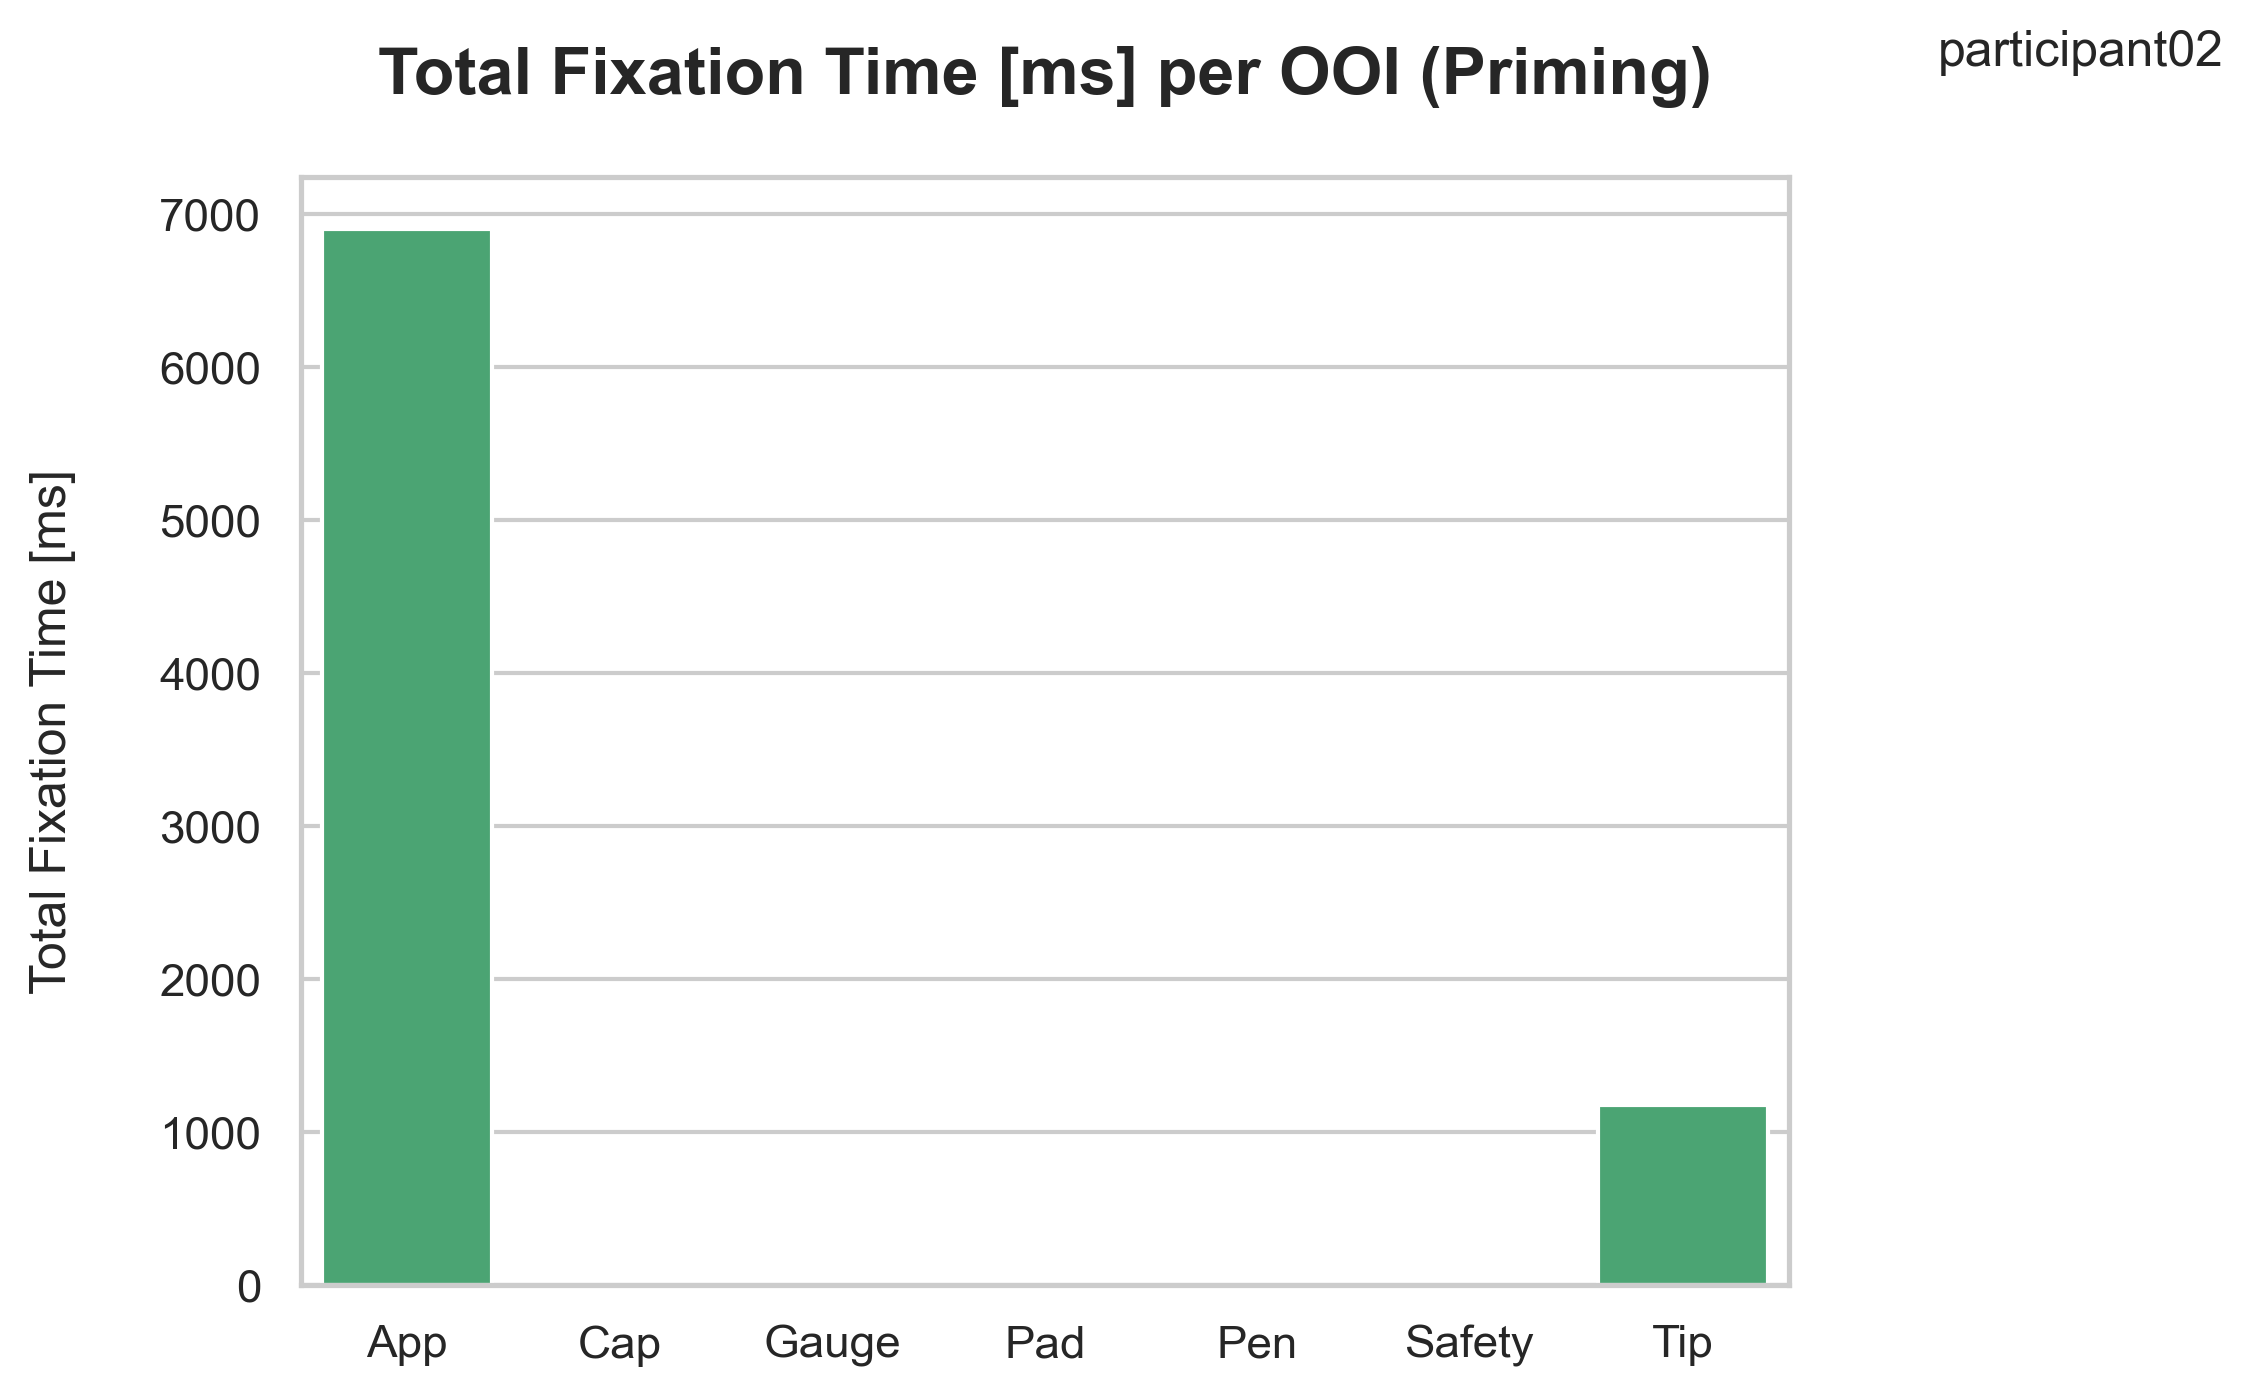 participant02
Total Fixation Time [ms] per OOI (Priming)
Total Fixation Time [ms]
7000
6000
5000
4000
3000
2000
1000
0
App Cap Gauge Pad Pen Safety Tip